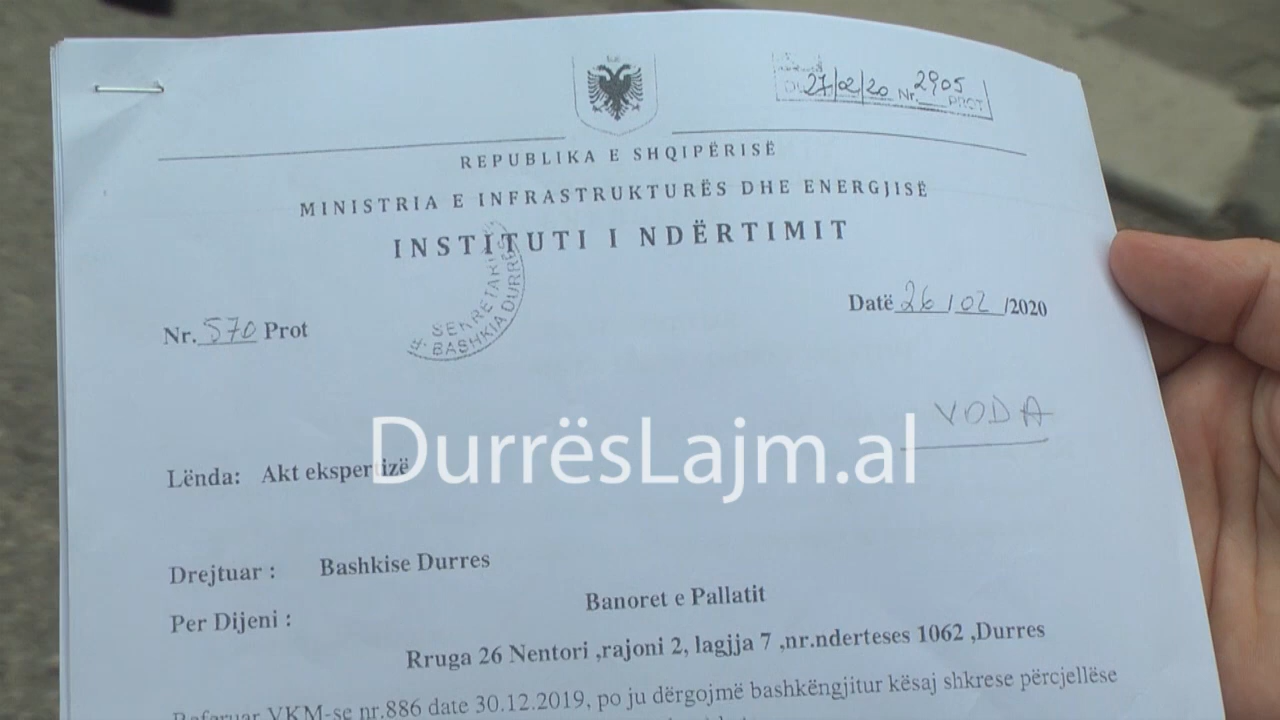 27/02/20 Nr. 2905
PROT
REPUBLIKA E SHQIPËRISË
MINISTRIA E INFRASTRUKTURËS DHE ENERGJISË
INSTITUTI I NDËRTIMIT
SEKRETARI
BASHKIA DURRËS
Nr. 570 Prot
Datë 26/02/2020
VODA
DurrësLajm.al
Lënda: Akt ekspertizë
Drejtuar : Bashkise Durres
Per Dijeni :
Banoret e Pallatit
Rruga 26 Nentori ,rajoni 2, lagjja 7 ,nr.nderteses 1062 ,Durres
Referuar VKM-se nr.886 date 30.12.2019, po ju dërgojmë bashkëngjitur kësaj shkrese përcjellëse